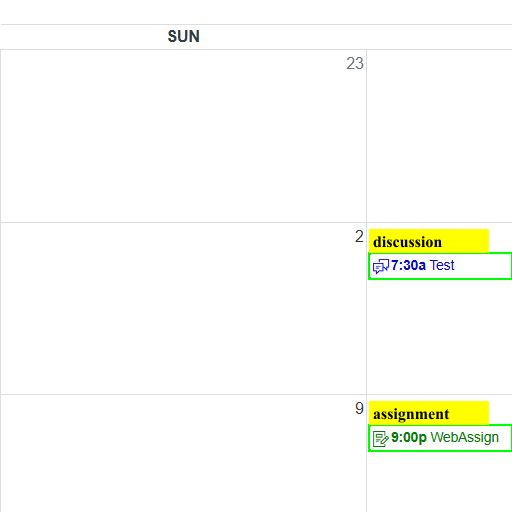 SUN
23
2
discussion
7:30a Test
9
assignment
9:00p WebAssign